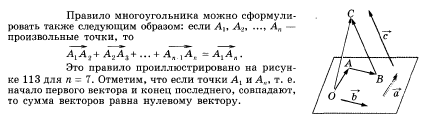 Правило многоугольника можно сформули-
ровать также следующим образом: если A₁, A₂, ..., Aₙ —
произвольные точки, то
A₁A₂ + A₂A₃ + ... + Aₙ₋₁Aₙ = A₁Aₙ.
Это правило проиллюстрировано на рисун-
ке 113 для n = 7. Отметим, что если точки A₁ и Aₙ, т. е.
начало первого вектора и конец последнего, совпадают,
то сумма векторов равна нулевому вектору.
C
c
A
B
O
b
a